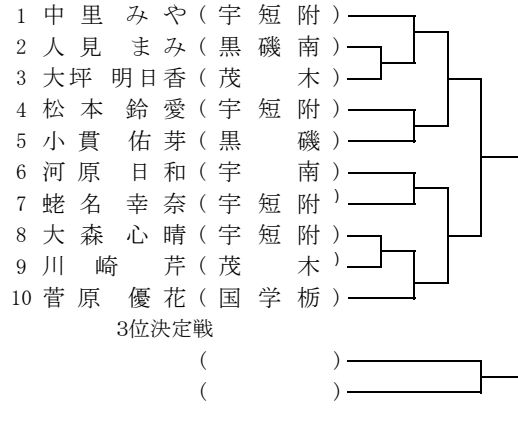 1 中 里 み や ( 宇 短 附 )
2 人 見 ま み ( 黒 磯 南 )
3 大坪 明日香 ( 茂 木 )
4 松 本 鈴 愛 ( 宇 短 附 )
5 小 貫 佑 芽 ( 黒 磯 )
6 河 原 日 和 ( 宇 南 )
7 蛯 名 幸 奈 ( 宇 短 附 )
8 大 森 心 晴 ( 宇 短 附 )
9 川 崎 芹 ( 茂 木 )
10 菅 原 優 花 ( 国 学 栃 )
3位決定戦
( )
( )